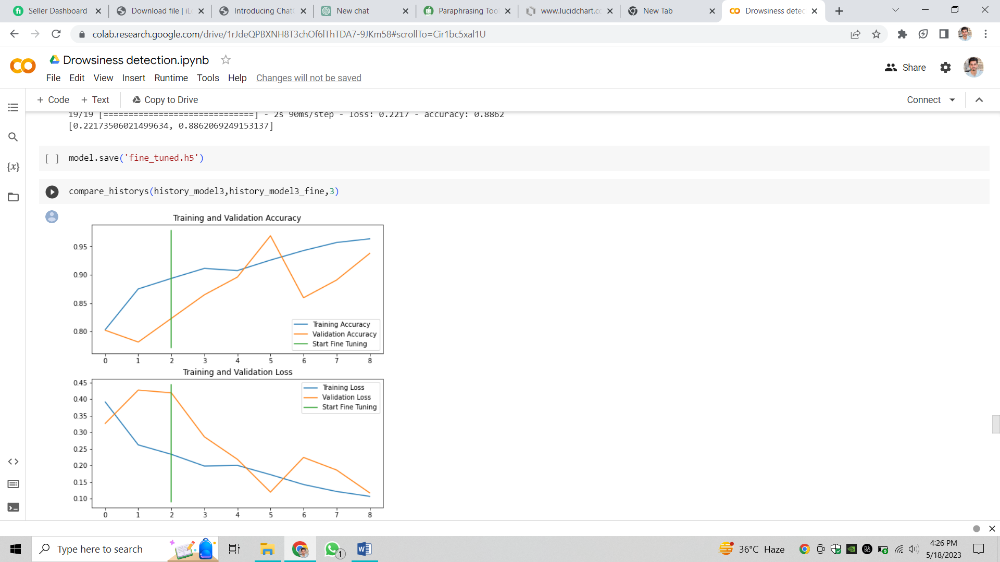 Seller Dashboard
Download file | iLo
Introducing Chat
New chat
Paraphrasing Too
www.lucidchart.c
New Tab
Drowsiness detec
colab.research.google.com/drive/1rJdeQPBXNH8T3chOf6lThTDA7-9JKm58#scrollTo=Cir1bc5xal1U
Drowsiness detection.ipynb
File Edit View Insert Runtime Tools Help Changes will not be saved
Share
+ Code + Text Copy to Drive
Connect
19/19 [==============================] - 2s 90ms/step - loss: 0.2217 - accuracy: 0.8862
[0.22173506021499634, 0.8862069249153137]
[ ] model.save('fine_tuned.h5')
{x}
compare_historys(history_model3,history_model3_fine,3)
Training and Validation Accuracy
0.95
0.90
0.85
0.80
Training Accuracy
Validation Accuracy
Start Fine Tuning
0 1 2 3 4 5 6 7 8
Training and Validation Loss
0.45
0.40
0.35
0.30
0.25
0.20
0.15
0.10
Training Loss
Validation Loss
Start Fine Tuning
0 1 2 3 4 5 6 7 8
Type here to search
1
36°C Haze
4:26 PM
5/18/2023